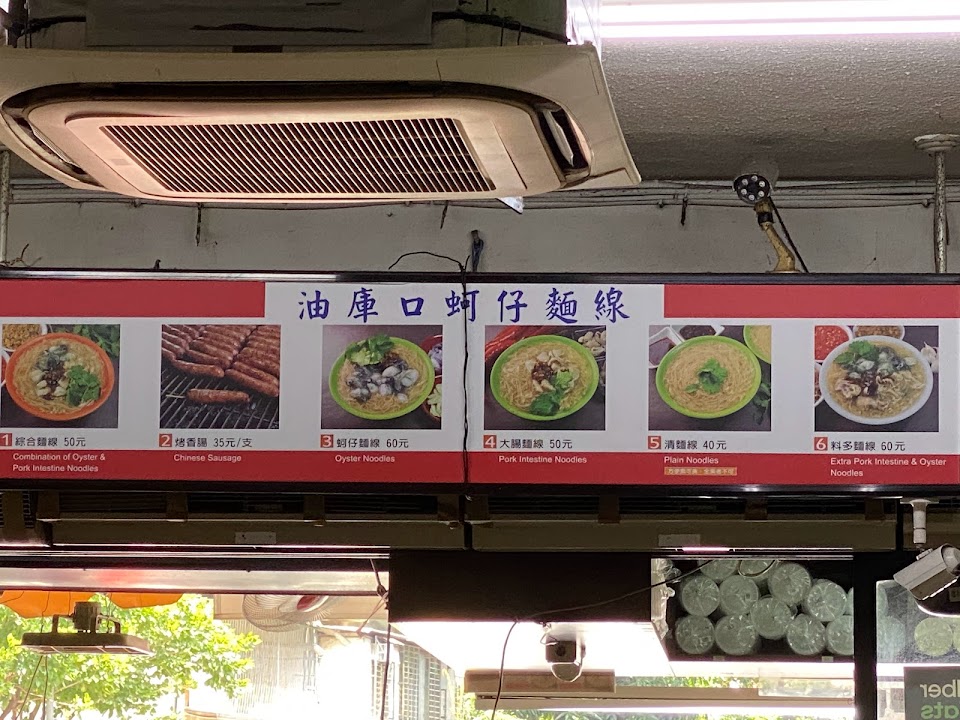 油庫口蚵仔麵線
1 綜合麵線 50元
Combination of Oyster &
Pork Intestine Noodles
2 烤香腸 35元/支
Chinese Sausage
3 蚵仔麵線 60元
Oyster Noodles
4 大腸麵線 50元
Pork Intestine Noodles
5 清麵線 40元
Plain Noodles
6 料多麵線 60元
Extra Pork Intestine & Oyster
Noodles